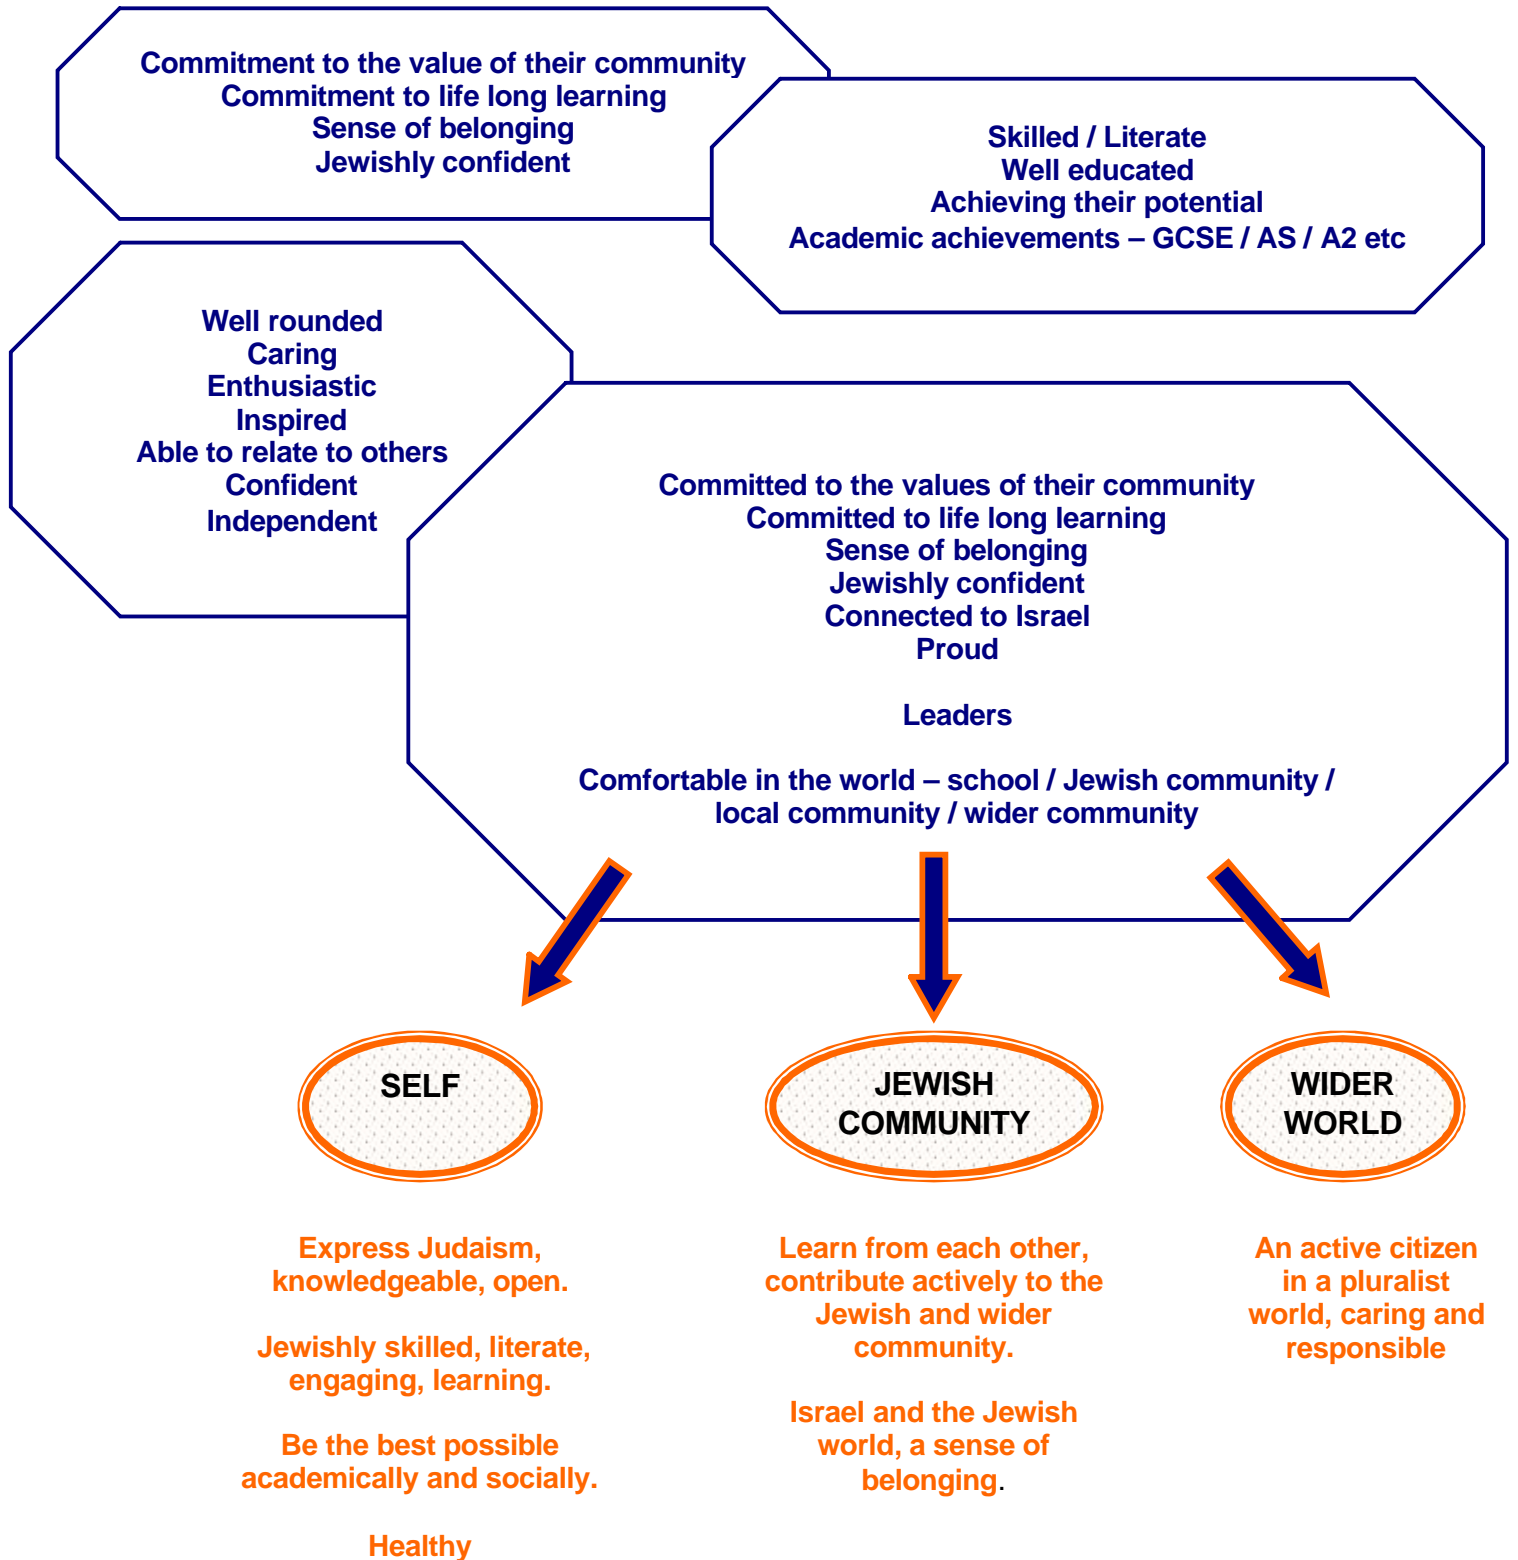 Commitment to the value of their community
Commitment to life long learning
Sense of belonging
Jewishly confident
Skilled / Literate
Well educated
Achieving their potential
Academic achievements – GCSE / AS / A2 etc
Well rounded
Caring
Enthusiastic
Inspired
Able to relate to others
Confident
Independent
Committed to the values of their community
Committed to life long learning
Sense of belonging
Jewishly confident
Connected to Israel
Proud
Leaders
Comfortable in the world – school / Jewish community /
local community / wider community
SELF
Express Judaism,
knowledgeable, open.
Jewishly skilled, literate,
engaging, learning.
Be the best possible
academically and socially.
Healthy
JEWISH
COMMUNITY
Learn from each other,
contribute actively to the
Jewish and wider
community.
Israel and the Jewish
world, a sense of
belonging.
WIDER
WORLD
An active citizen
in a pluralist
world, caring and
responsible